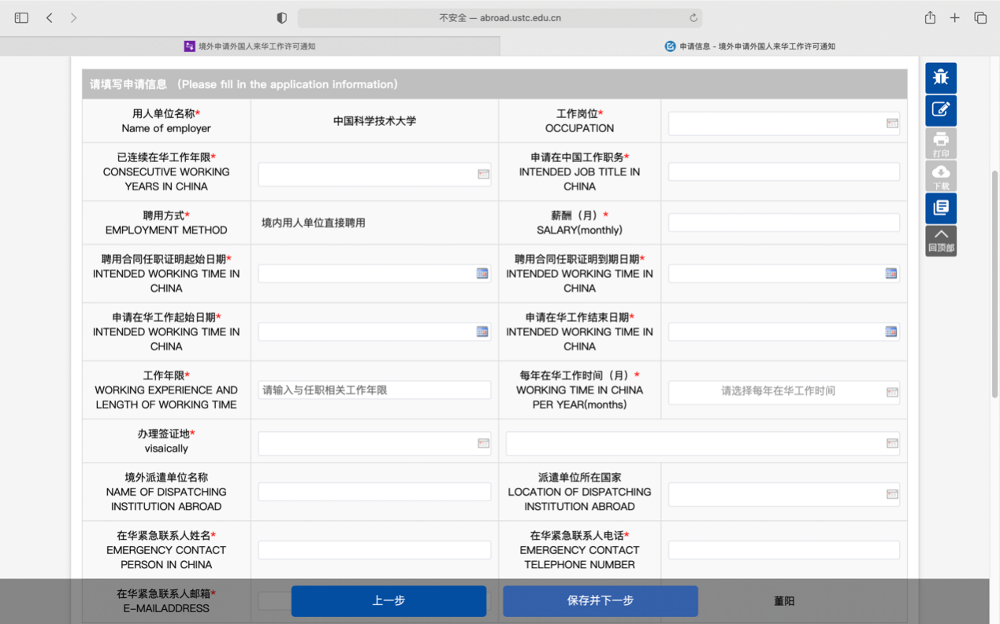 不安全 — abroad.ustc.edu.cn
境外申请外国人来华工作许可通知
申请信息 - 境外申请外国人来华工作许可通知
请填写申请信息 （Please fill in the application information）
用人单位名称*
Name of employer
中国科学技术大学
工作岗位*
OCCUPATION
已连续在华工作年限*
CONSECUTIVE WORKING
YEARS IN CHINA
申请在中国工作职务*
INTENDED JOB TITLE IN
CHINA
聘用方式*
EMPLOYMENT METHOD
境内用人单位直接聘用
薪酬（月）*
SALARY(monthly)
聘用合同任职证明起始日期*
INTENDED WORKING TIME IN
CHINA
聘用合同任职证明到期日期*
INTENDED WORKING TIME IN
CHINA
申请在华工作起始日期*
INTENDED WORKING TIME IN
CHINA
申请在华工作结束日期*
INTENDED WORKING TIME IN
CHINA
工作年限*
WORKING EXPERIENCE AND
LENGTH OF WORKING TIME
请输入与任职相关工作年限
每年在华工作时间（月）*
WORKING TIME IN CHINA
PER YEAR(months)
请选择每年在华工作时间
办理签证地*
visaically
境外派遣单位名称
NAME OF DISPATCHING
INSTITUTION ABROAD
派遣单位所在国家
LOCATION OF DISPATCHING
INSTITUTION ABROAD
在华紧急联系人姓名*
EMERGENCY CONTACT
PERSON IN CHINA
在华紧急联系人电话*
EMERGENCY CONTACT
TELEPHONE NUMBER
在华紧急联系人邮箱*
E-MAILADDRESS
上一步
保存并下一步
董阳
打印
下载
回顶部